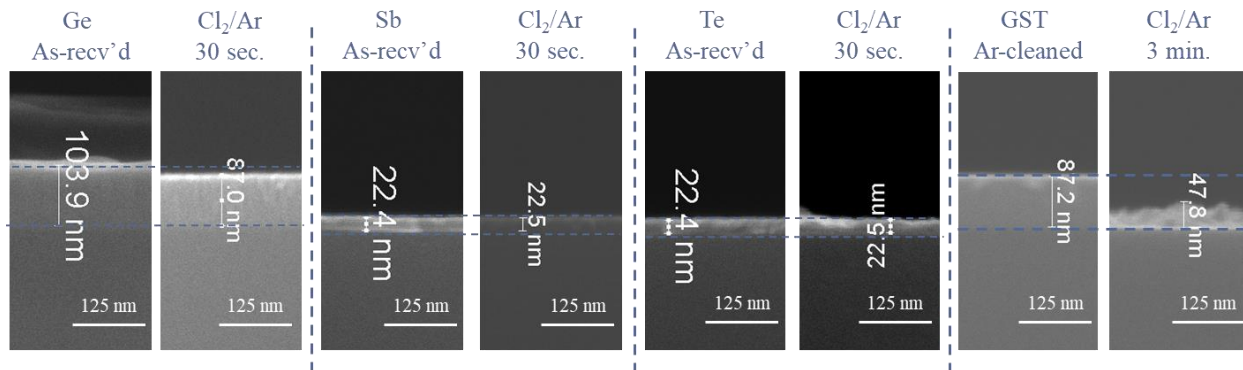 Ge
As-recv’d
Cl₂/Ar
30 sec.
Sb
As-recv’d
Cl₂/Ar
30 sec.
Te
As-recv’d
Cl₂/Ar
30 sec.
GST
Ar-cleaned
Cl₂/Ar
3 min.
103.9 nm
87.0 nm
22.4 nm
22.5 nm
22.4 nm
22.5 nm
87.2 nm
47.8 nm
125 nm
125 nm
125 nm
125 nm
125 nm
125 nm
125 nm
125 nm